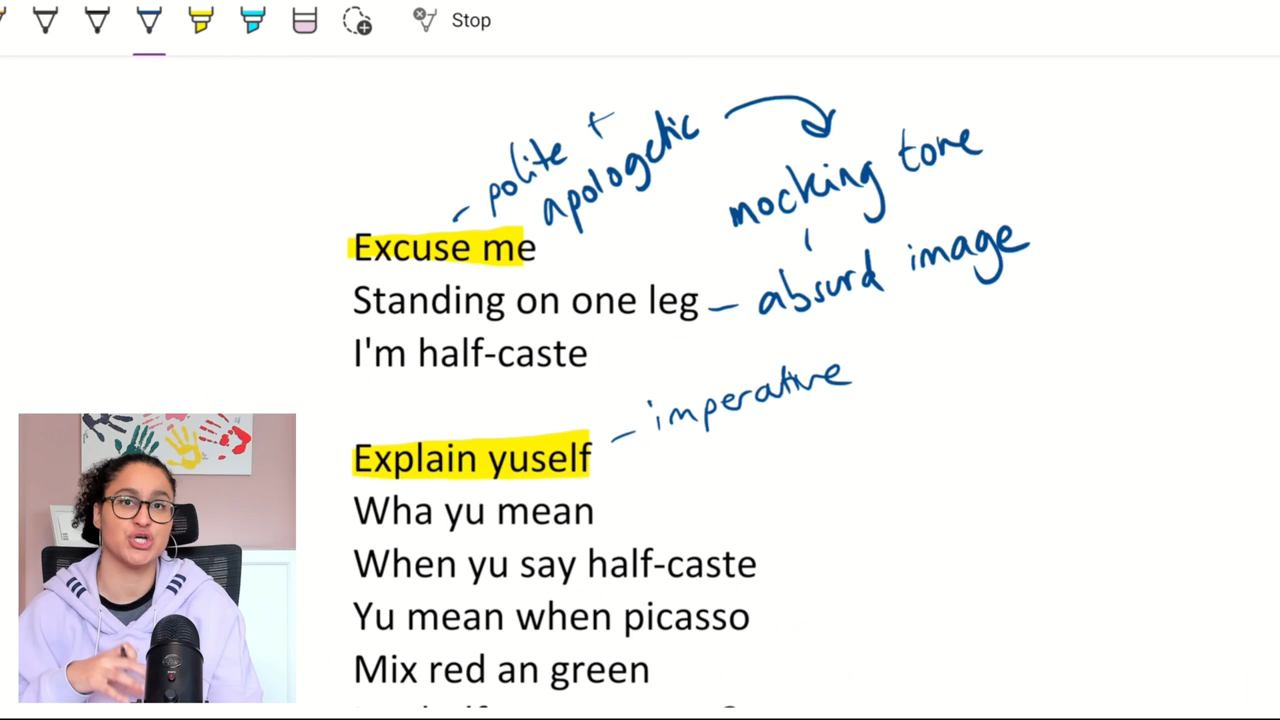 Stop
polite +
apologetic
mocking tone
Excuse me
absurd image
Standing on one leg
I'm half-caste
imperative
Explain yuself
Wha yu mean
When yu say half-caste
Yu mean when picasso
Mix red an green